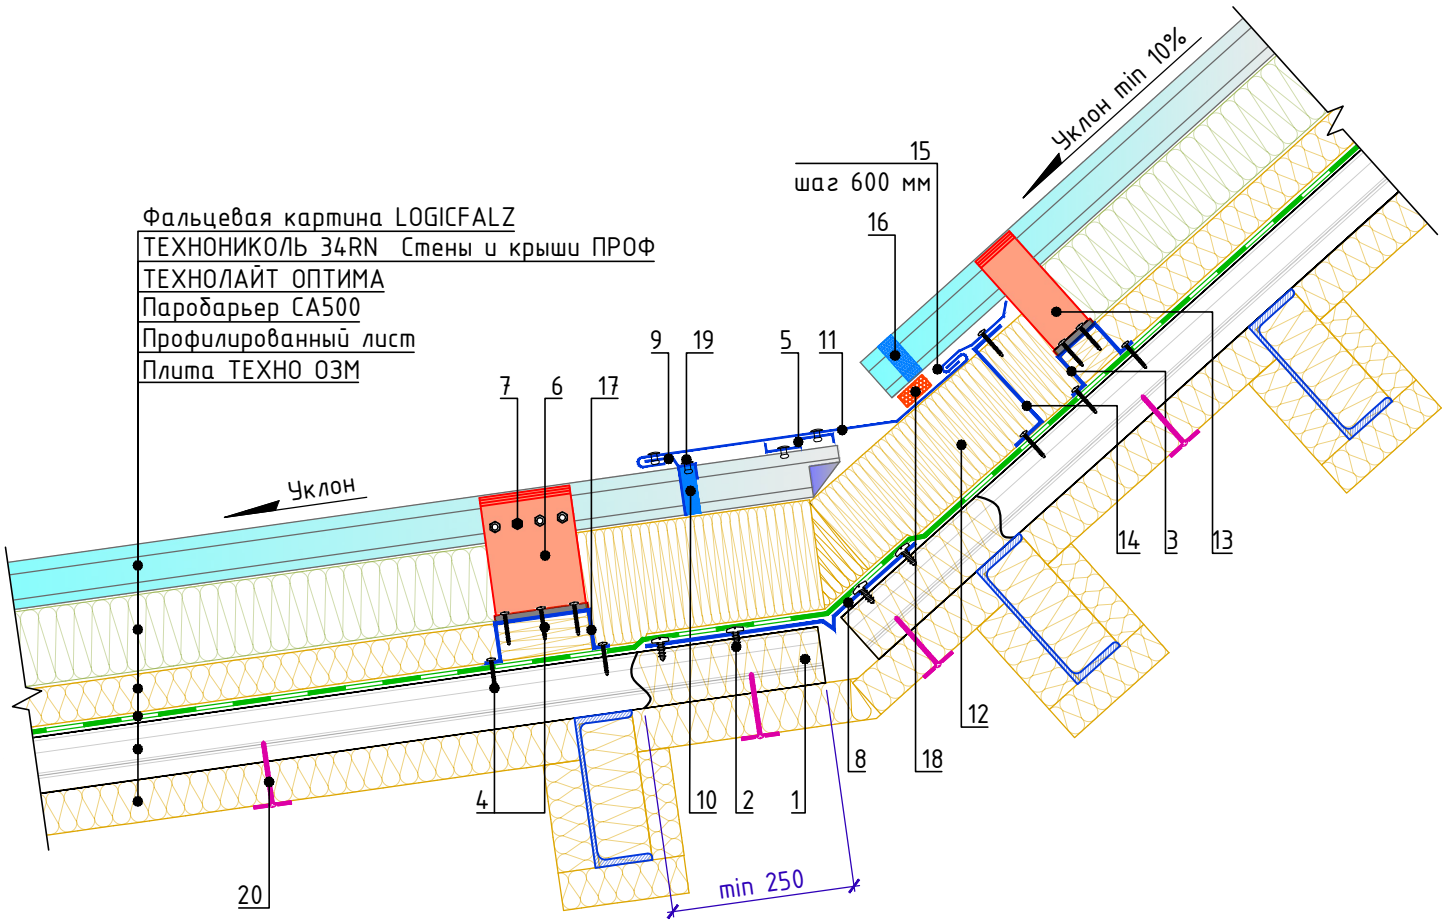 Уклон min 10%
15
шаг 600 мм
16
Фальцевая картина LOGICFALZ
ТЕХНОНИКОЛЬ 34RN Стены и крыши ПРОФ
ТЕХНОЛАЙТ ОПТИМА
Паробарьер СА500
Профилированный лист
Плита ТЕХНО ОЗМ
9
19
5
11
7
6
17
Уклон
14
3
13
12
8
18
4
10
2
1
20
min 250